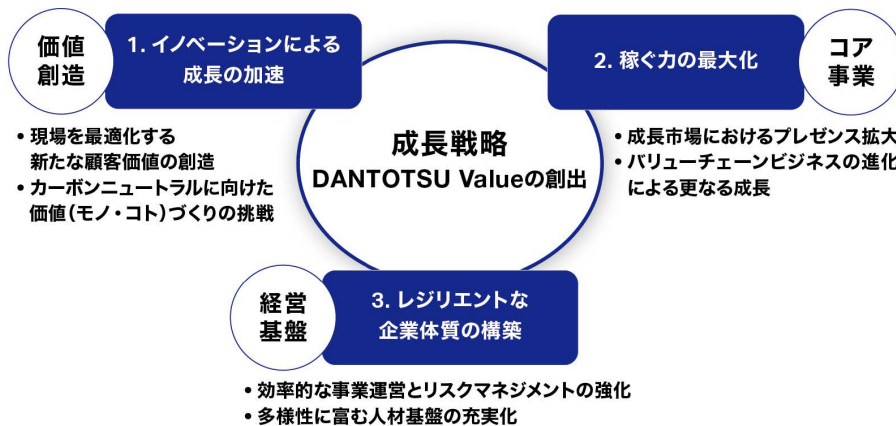 価値
創造
1. イノベーションによる
成長の加速
• 現場を最適化する
新たな顧客価値の創造
• カーボンニュートラルに向けた
価値(モノ・コト)づくりの挑戦
成長戦略
DANTOTSU Valueの創出
2. 稼ぐ力の最大化
コア
事業
• 成長市場におけるプレゼンス拡大
• バリューチェーンビジネスの進化
による更なる成長
経営
基盤
3. レジリエントな
企業体質の構築
• 効率的な事業運営とリスクマネジメントの強化
• 多様性に富む人材基盤の充実化